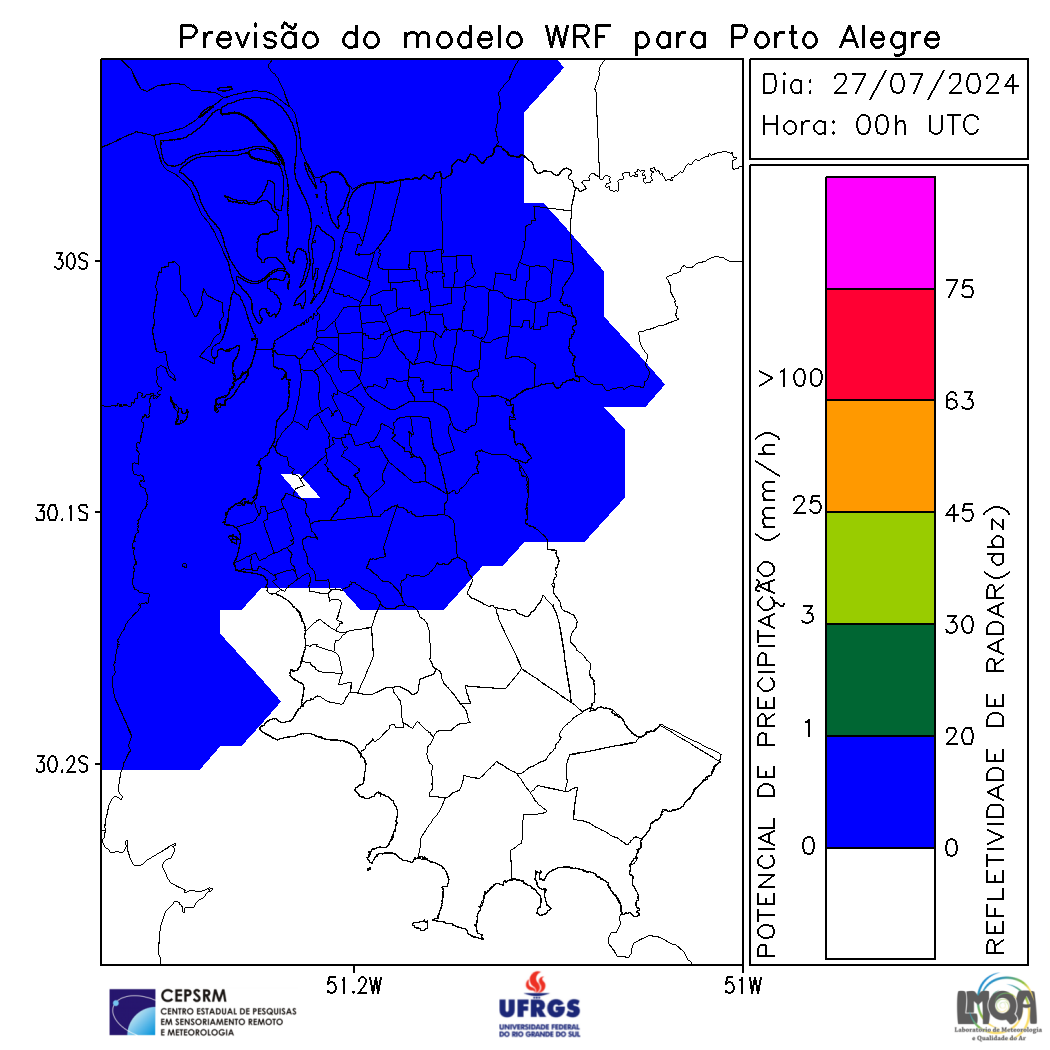 Previsão do modelo WRF para Porto Alegre
Dia: 27/07/2024
Hora: 00h UTC
30S
30.1S
30.2S
51.2W
51W
POTENCIAL DE PRECIPITAÇÃO (mm/h)
>100
25
3
1
0
75
63
45
30
20
0
REFLETIVIDADE DE RADAR(dbz)
CEPSRM
CENTRO ESTADUAL DE PESQUISAS
EM SENSORIAMENTO REMOTO
E METEOROLOGIA
UFRGS
UNIVERSIDADE FEDERAL
DO RIO GRANDE DO SUL
LMQA
Laboratório de Meteorologia
e Qualidade do Ar